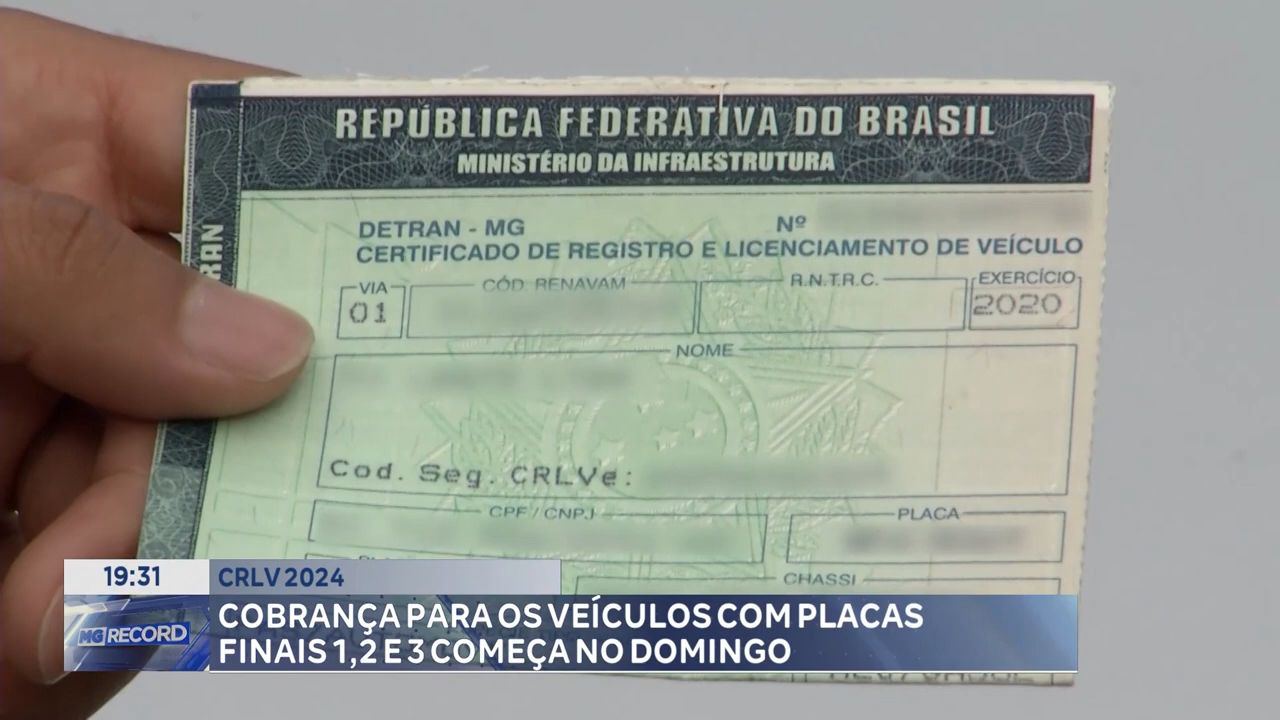 REPÚBLICA FEDERATIVA DO BRASIL
MINISTÉRIO DA INFRAESTRUTURA
RAN
DETRAN - MG Nº
CERTIFICADO DE REGISTRO E LICENCIAMENTO DE VEÍCULO
VIA CÓD. RENAVAM R.N.T.R.C. EXERCÍCIO
01 2020
NOME
Cod. Seg. CRLVe:
CPF / CNPJ PLACA
CHASSI
19:31 CRLV 2024
MG RECORD
COBRANÇA PARA OS VEÍCULOS COM PLACAS
FINAIS 1, 2 E 3 COMEÇA NO DOMINGO